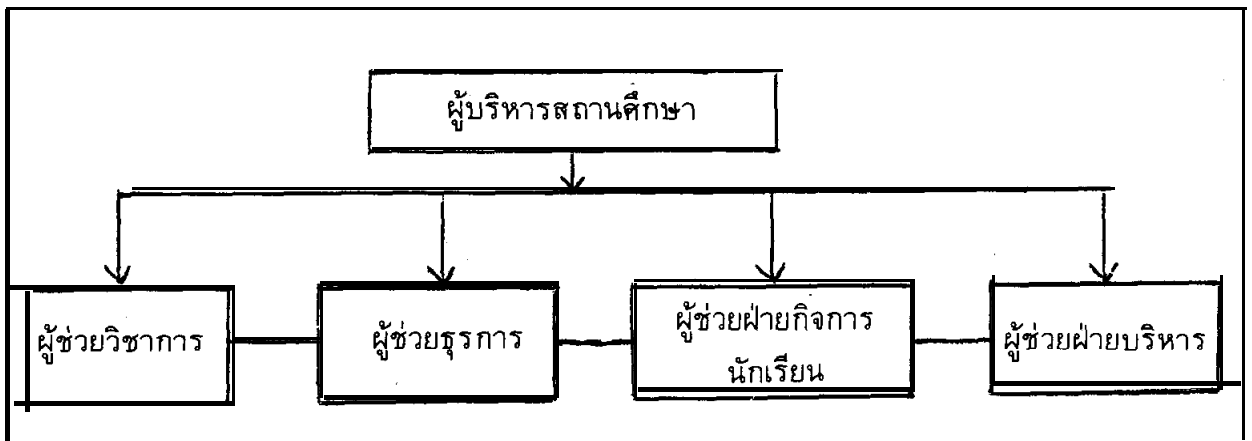 ผู้บริหารสถานศึกษา
ผู้ช่วยวิชาการ
ผู้ช่วยธุรการ
ผู้ช่วยฝ่ายกิจการ
นักเรียน
ผู้ช่วยฝ่ายบริหาร